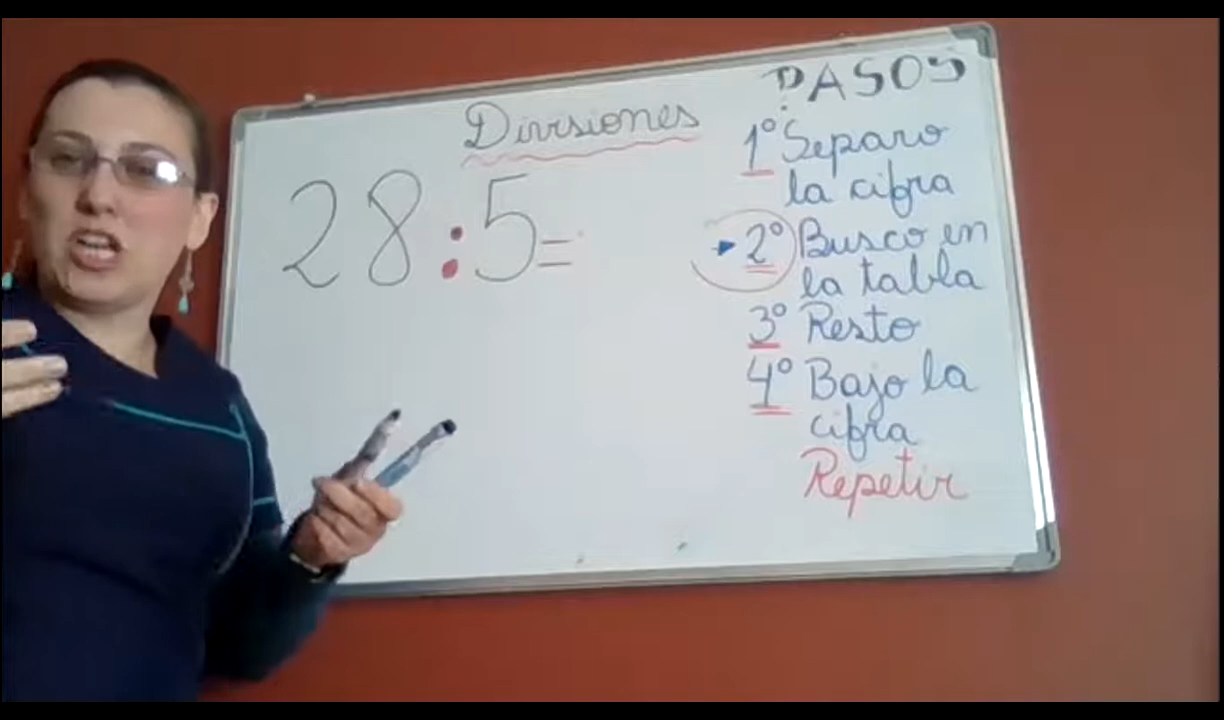 Divisiones
28:5=
PASOS
1° Separo
la cifra
2° Busco en
la tabla
3° Resto
4° Bajo la
cifra
Repetir